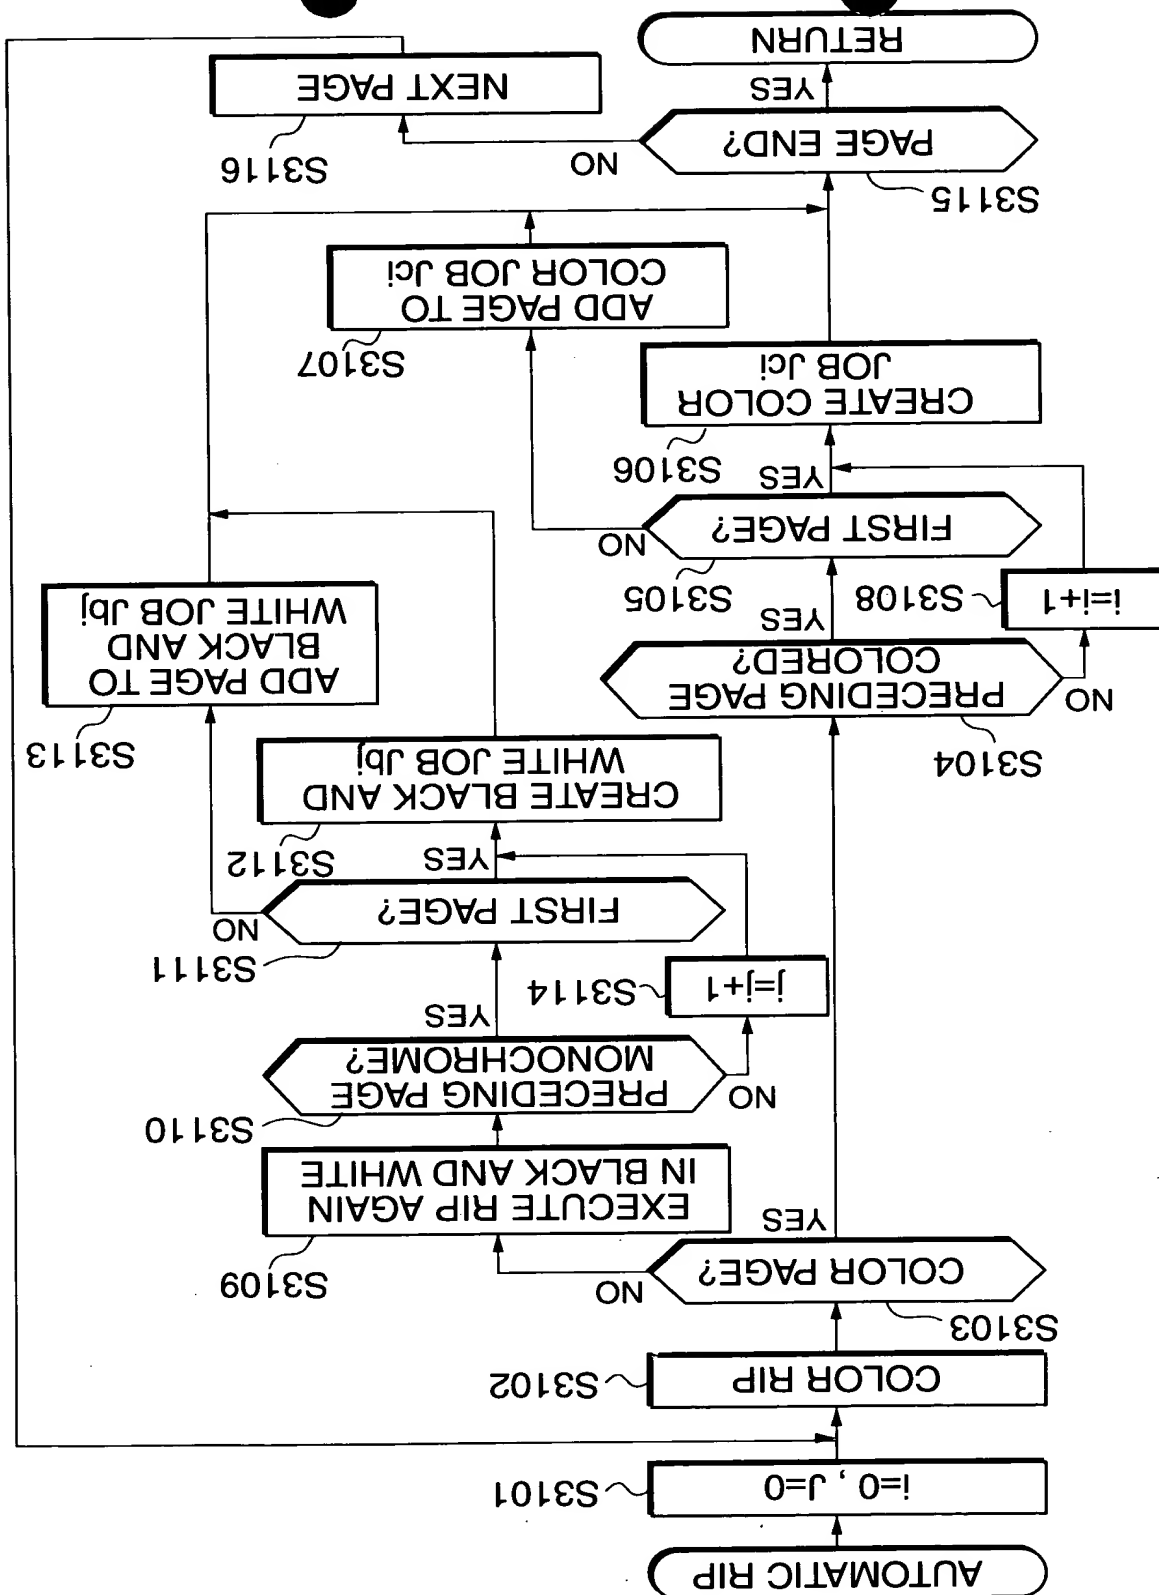 AUTOMATIC RIP
S3101
i=0 , J=0
S3102
COLOR RIP
S3103
COLOR PAGE?
NO
YES
S3109
EXECUTE RIP AGAIN
IN BLACK AND WHITE
S3110
PRECEDING PAGE
MONOCHROME?
NO
YES
S3114
j=j+1
S3111
FIRST PAGE?
NO
YES
S3112
CREATE BLACK AND
WHITE JOB Jbj
S3113
ADD PAGE TO
BLACK AND
WHITE JOB Jbj
S3104
PRECEDING PAGE
COLORED?
NO
YES
S3108
i=i+1
S3105
FIRST PAGE?
NO
YES
S3106
CREATE COLOR
JOB Jci
S3107
ADD PAGE TO
COLOR JOB Jci
S3115
PAGE END?
NO
YES
S3116
NEXT PAGE
RETURN